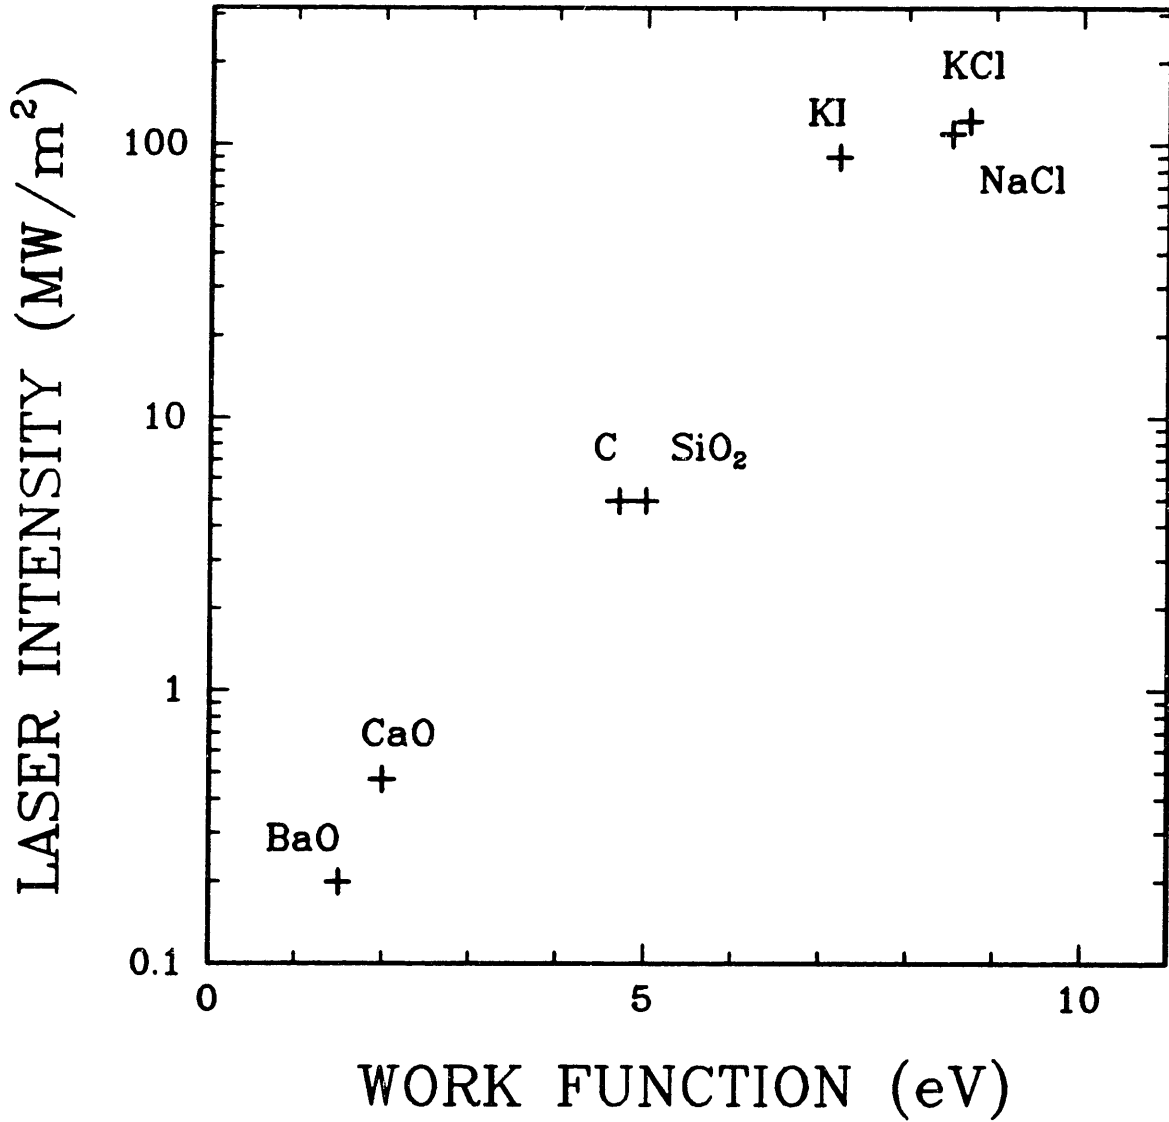 LASER INTENSITY (MW/m²)
100
10
1
0.1
KCl
KI
NaCl
C SiO₂
CaO
BaO
0 5 10
WORK FUNCTION (eV)